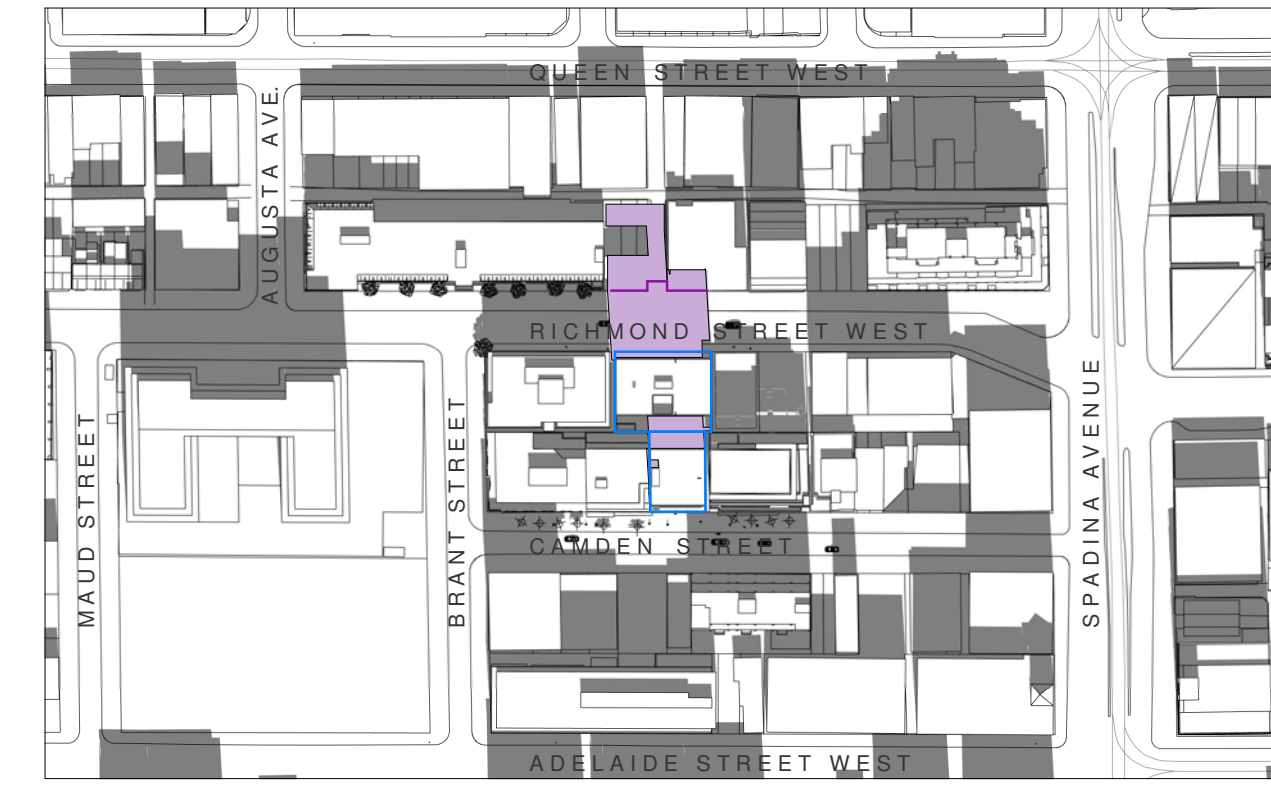 QUEEN STREET WEST
AUGUSTA AVE.
RICHMOND STREET WEST
MAUD STREET
BRANT STREET
SPADINA AVENUE
CAMDEN STREET
ADELAIDE STREET WEST